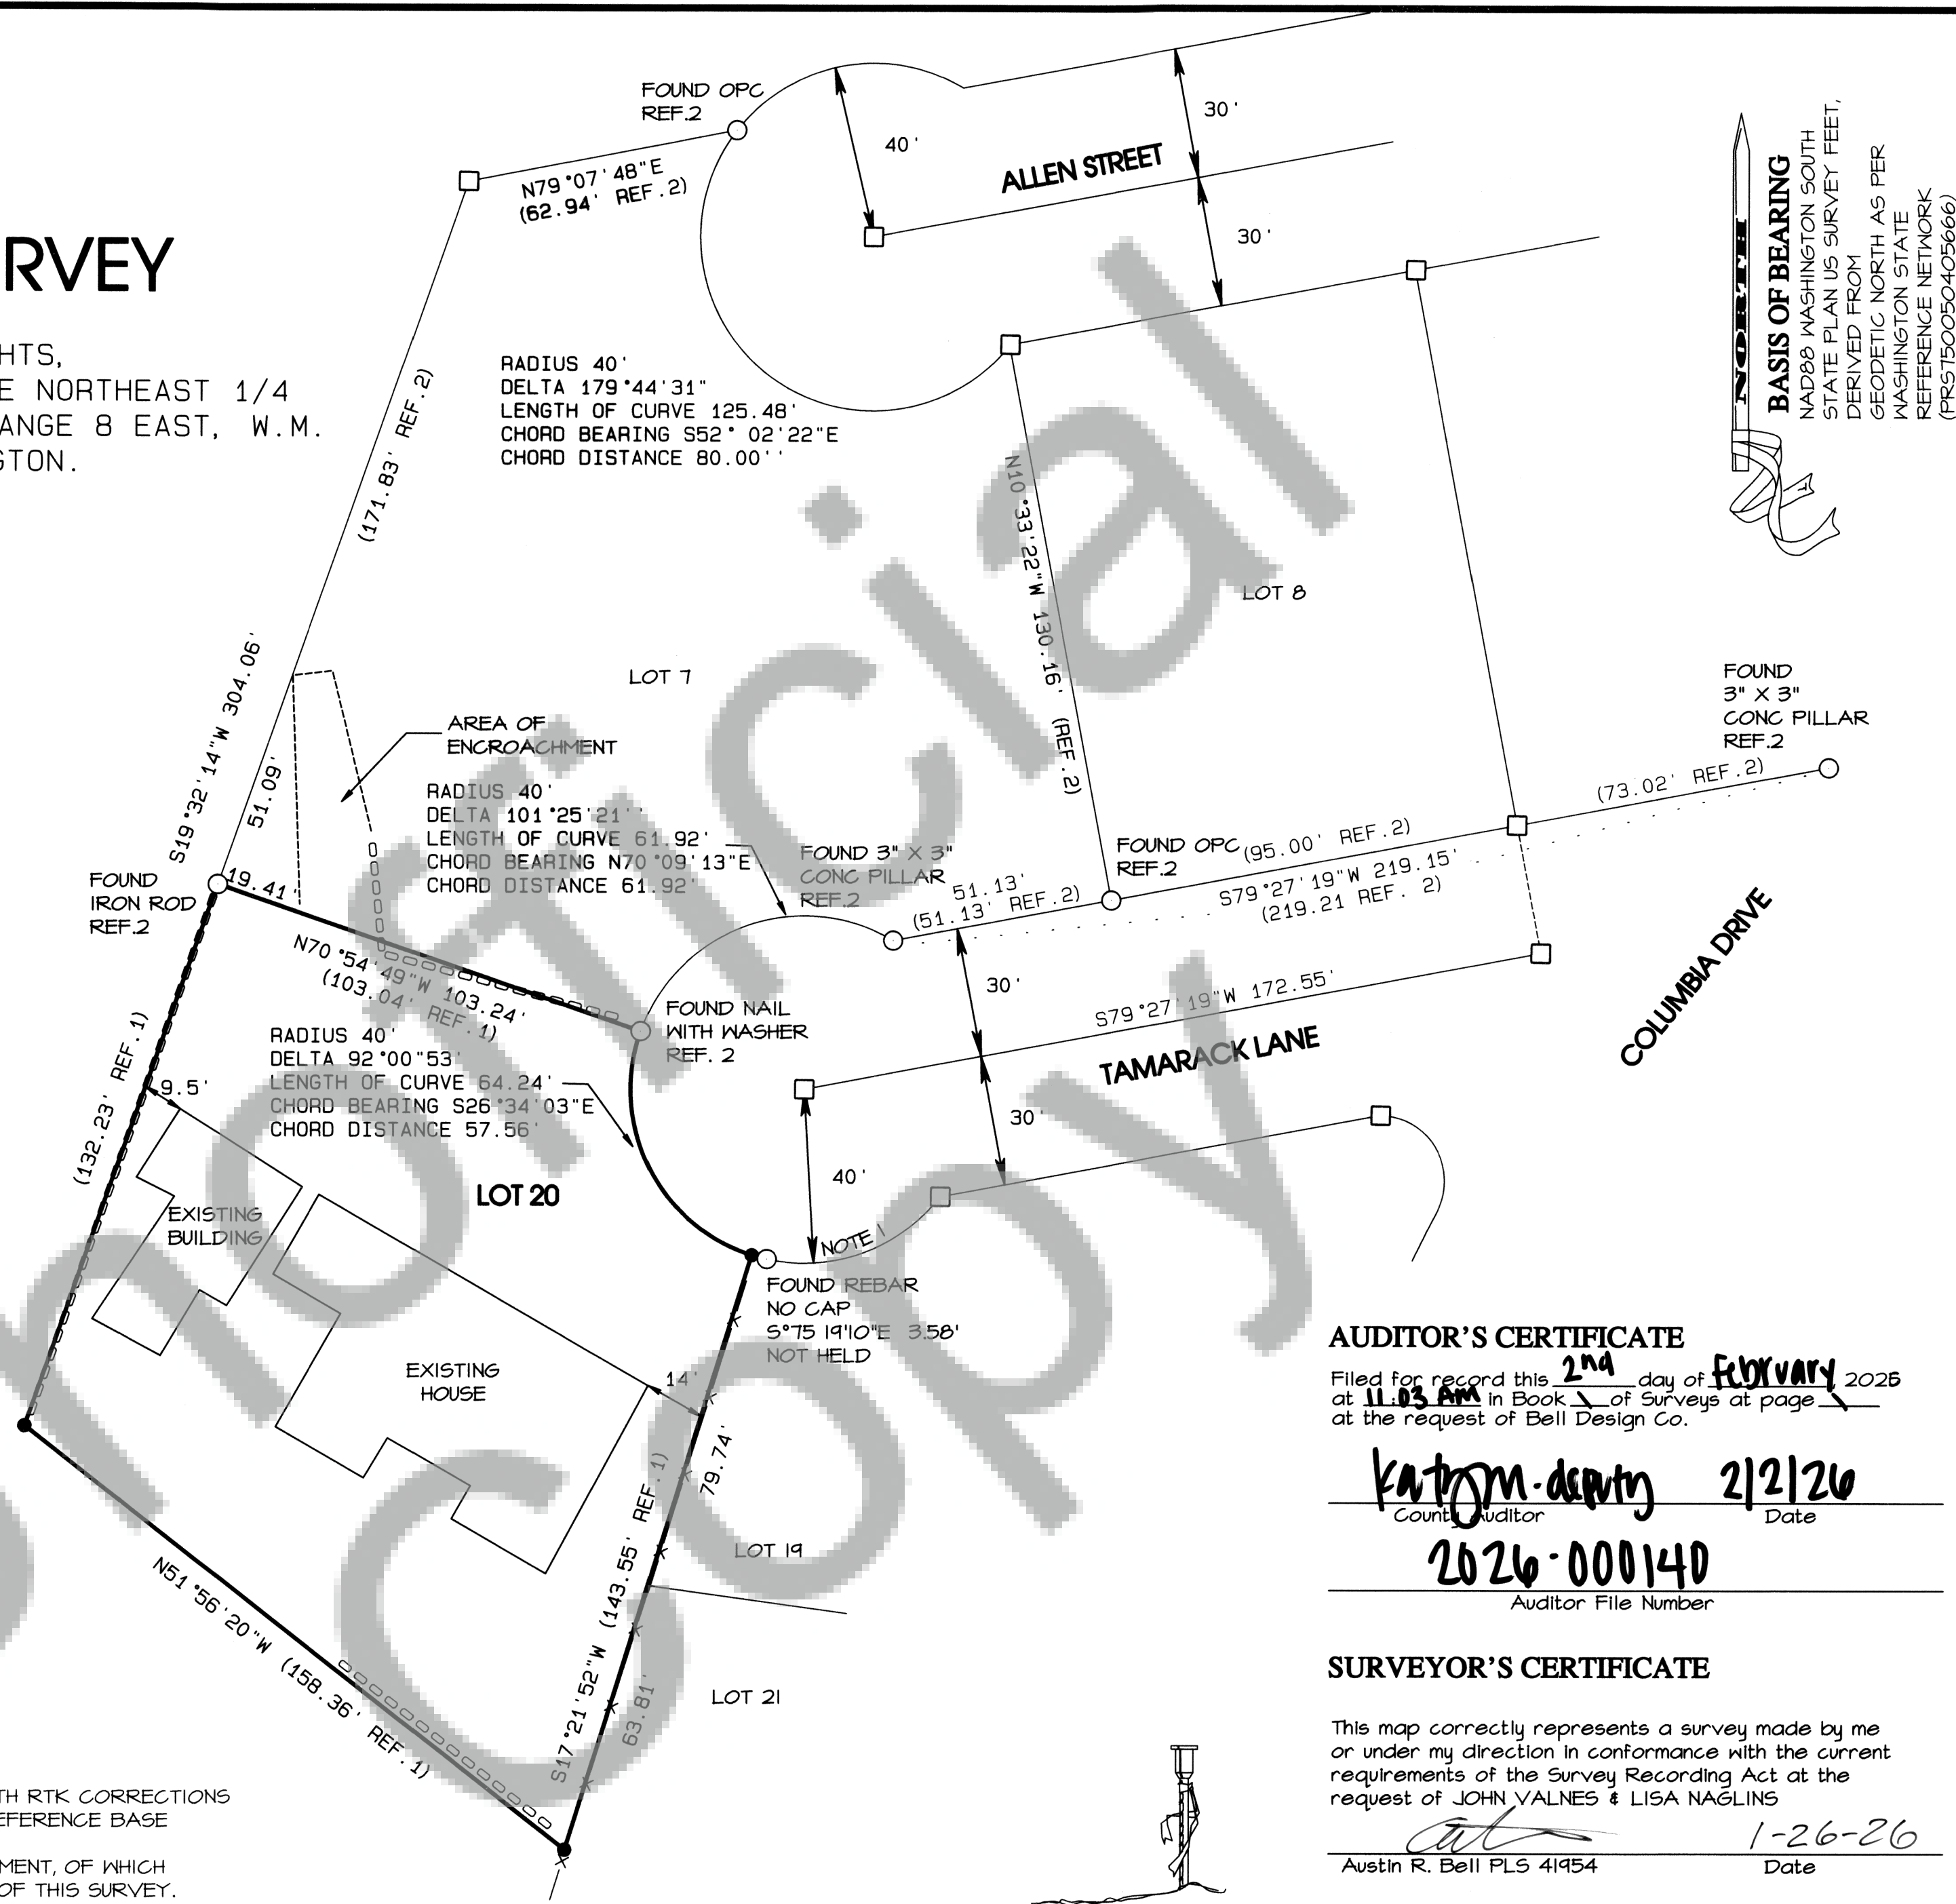 RVEY
HTS,
E NORTHEAST 1/4
ANGE 8 EAST, W.M.
GTON.
FOUND OPC
REF.2
N79°07'48"E
(62.94' REF.2)
40'
30'
ALLEN STREET
30'
NORTH
BASIS OF BEARING
NAD88 WASHINGTON SOUTH
STATE PLAN US SURVEY FEET,
DERIVED FROM
GEODETIC NORTH AS PER
WASHINGTON STATE
REFERENCE NETWORK
(PRS750050405666)
RADIUS 40'
DELTA 179°44'31"
LENGTH OF CURVE 125.48'
CHORD BEARING S52° 02'22"E
CHORD DISTANCE 80.00''
(171.83' REF.2)
S19°32'14"W 304.06'
51.09'
N10°33'22"W 130.16' (REF.2)
LOT 8
LOT 7
AREA OF
ENCROACHMENT
RADIUS 40'
DELTA 101°25'21''
LENGTH OF CURVE 61.92'
CHORD BEARING N70°09'13"E
CHORD DISTANCE 61.92'
FOUND 3" X 3"
CONC PILLAR
REF.2
FOUND
3" X 3"
CONC PILLAR
REF.2
(73.02' REF.2)
FOUND OPC
REF.2
(95.00' REF.2)
51.13'
(51.13' REF.2)
S79°27'19"W 219.15'
(219.21 REF. 2)
FOUND
IRON ROD
REF.2
19.41'
N70°54'49"W 103.24'
(103.04' REF.1)
FOUND NAIL
WITH WASHER
REF. 2
30'
S79°27'19"W 172.55'
TAMARACK LANE
COLUMBIA DRIVE
30'
40'
RADIUS 40'
DELTA 92°00"53'
LENGTH OF CURVE 64.24'
CHORD BEARING S26°34'03"E
CHORD DISTANCE 57.56'
(132.23' REF.1)
9.5'
LOT 20
EXISTING
BUILDING
NOTE 1
FOUND REBAR
NO CAP
S°75 19'10"E 3.58'
NOT HELD
EXISTING
HOUSE
14'
79.74'
S17°21'52"W (143.55' REF.1)
LOT 19
63.81'
LOT 21
N51°56'20"W (158.36' REF.1)
TH RTK CORRECTIONS
EFERENCE BASE
MENT, OF WHICH
OF THIS SURVEY.
AUDITOR'S CERTIFICATE
Filed for record this 2nd day of February 2026
at 11:03 AM in Book \ of Surveys at page \
at the request of Bell Design Co.
2/2/26
County Auditor Date
2026-000140
Auditor File Number
SURVEYOR'S CERTIFICATE
This map correctly represents a survey made by me
or under my direction in conformance with the current
requirements of the Survey Recording Act at the
request of JOHN VALNES & LISA NAGLINS
1-26-26
Austin R. Bell PLS 41954 Date
Unofficial
Copy